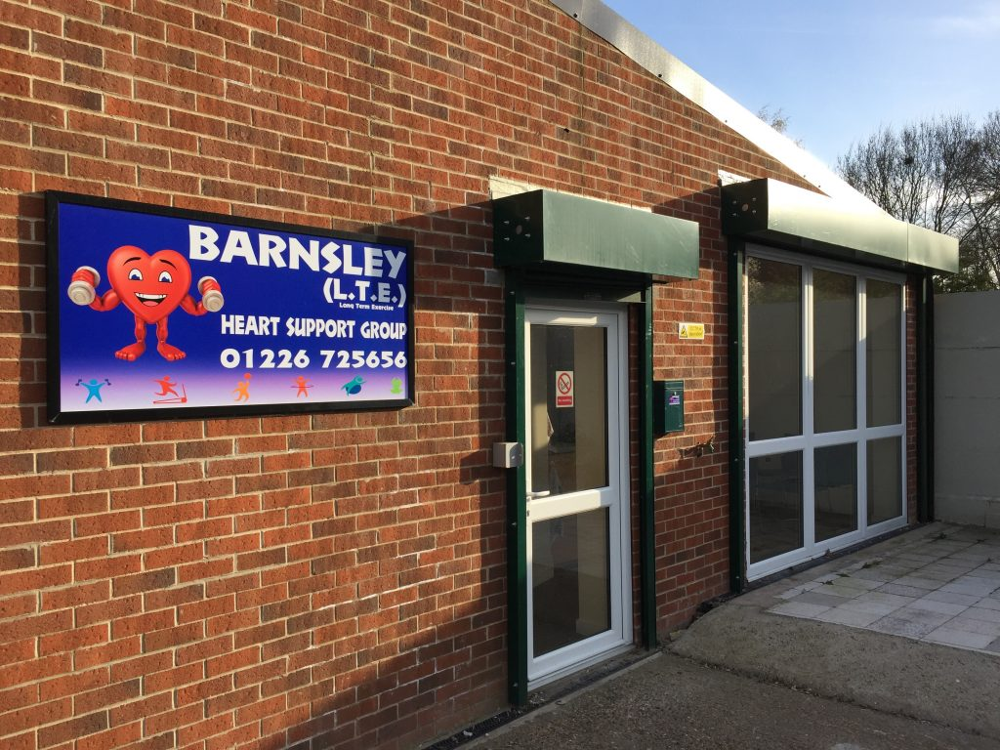 BARNSLEY
(L.T.E.)
Long Term Exercise
HEART SUPPORT GROUP
01226 725656